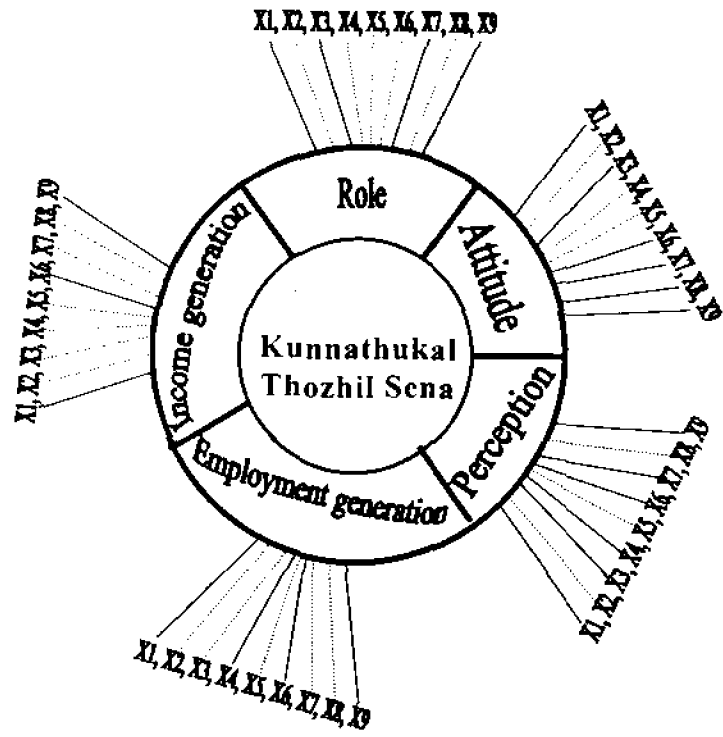 X1, X2, X3, X4, X5, X6, X7, X8, X9
Role
X1, X2, X3, X4, X5, X6, X7, X8, X9
Attitude
X1, X2, X3, X4, X5, X6, X7, X8, X9
Income generation
Kunnathukal
Thozhil Sena
Perception
X1, X2, X3, X4, X5, X6, X7, X8, X9
Employment generation
X1, X2, X3, X4, X5, X6, X7, X8, X9